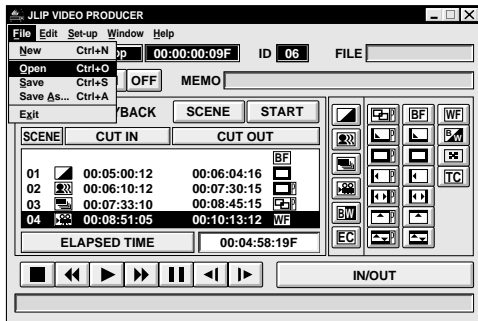 JLIP VIDEO PRODUCER
File Edit Set-up Window Help
New Ctrl+N
Open Ctrl+O
Save Ctrl+S
Save As... Ctrl+A
Exit
00:00:00:09F ID 06 FILE
OFF MEMO
BACK SCENE START
SCENE CUT IN CUT OUT
BF
01 00:05:00:12 00:06:04:16
02 00:06:10:12 00:07:30:15 P
03 00:07:33:10 00:08:45:15 P
04 00:08:51:05 00:10:13:12 WF
ELAPSED TIME 00:04:58:19F
P BF WF
P B/W
P
P TC
P
BW P
EC P
IN/OUT